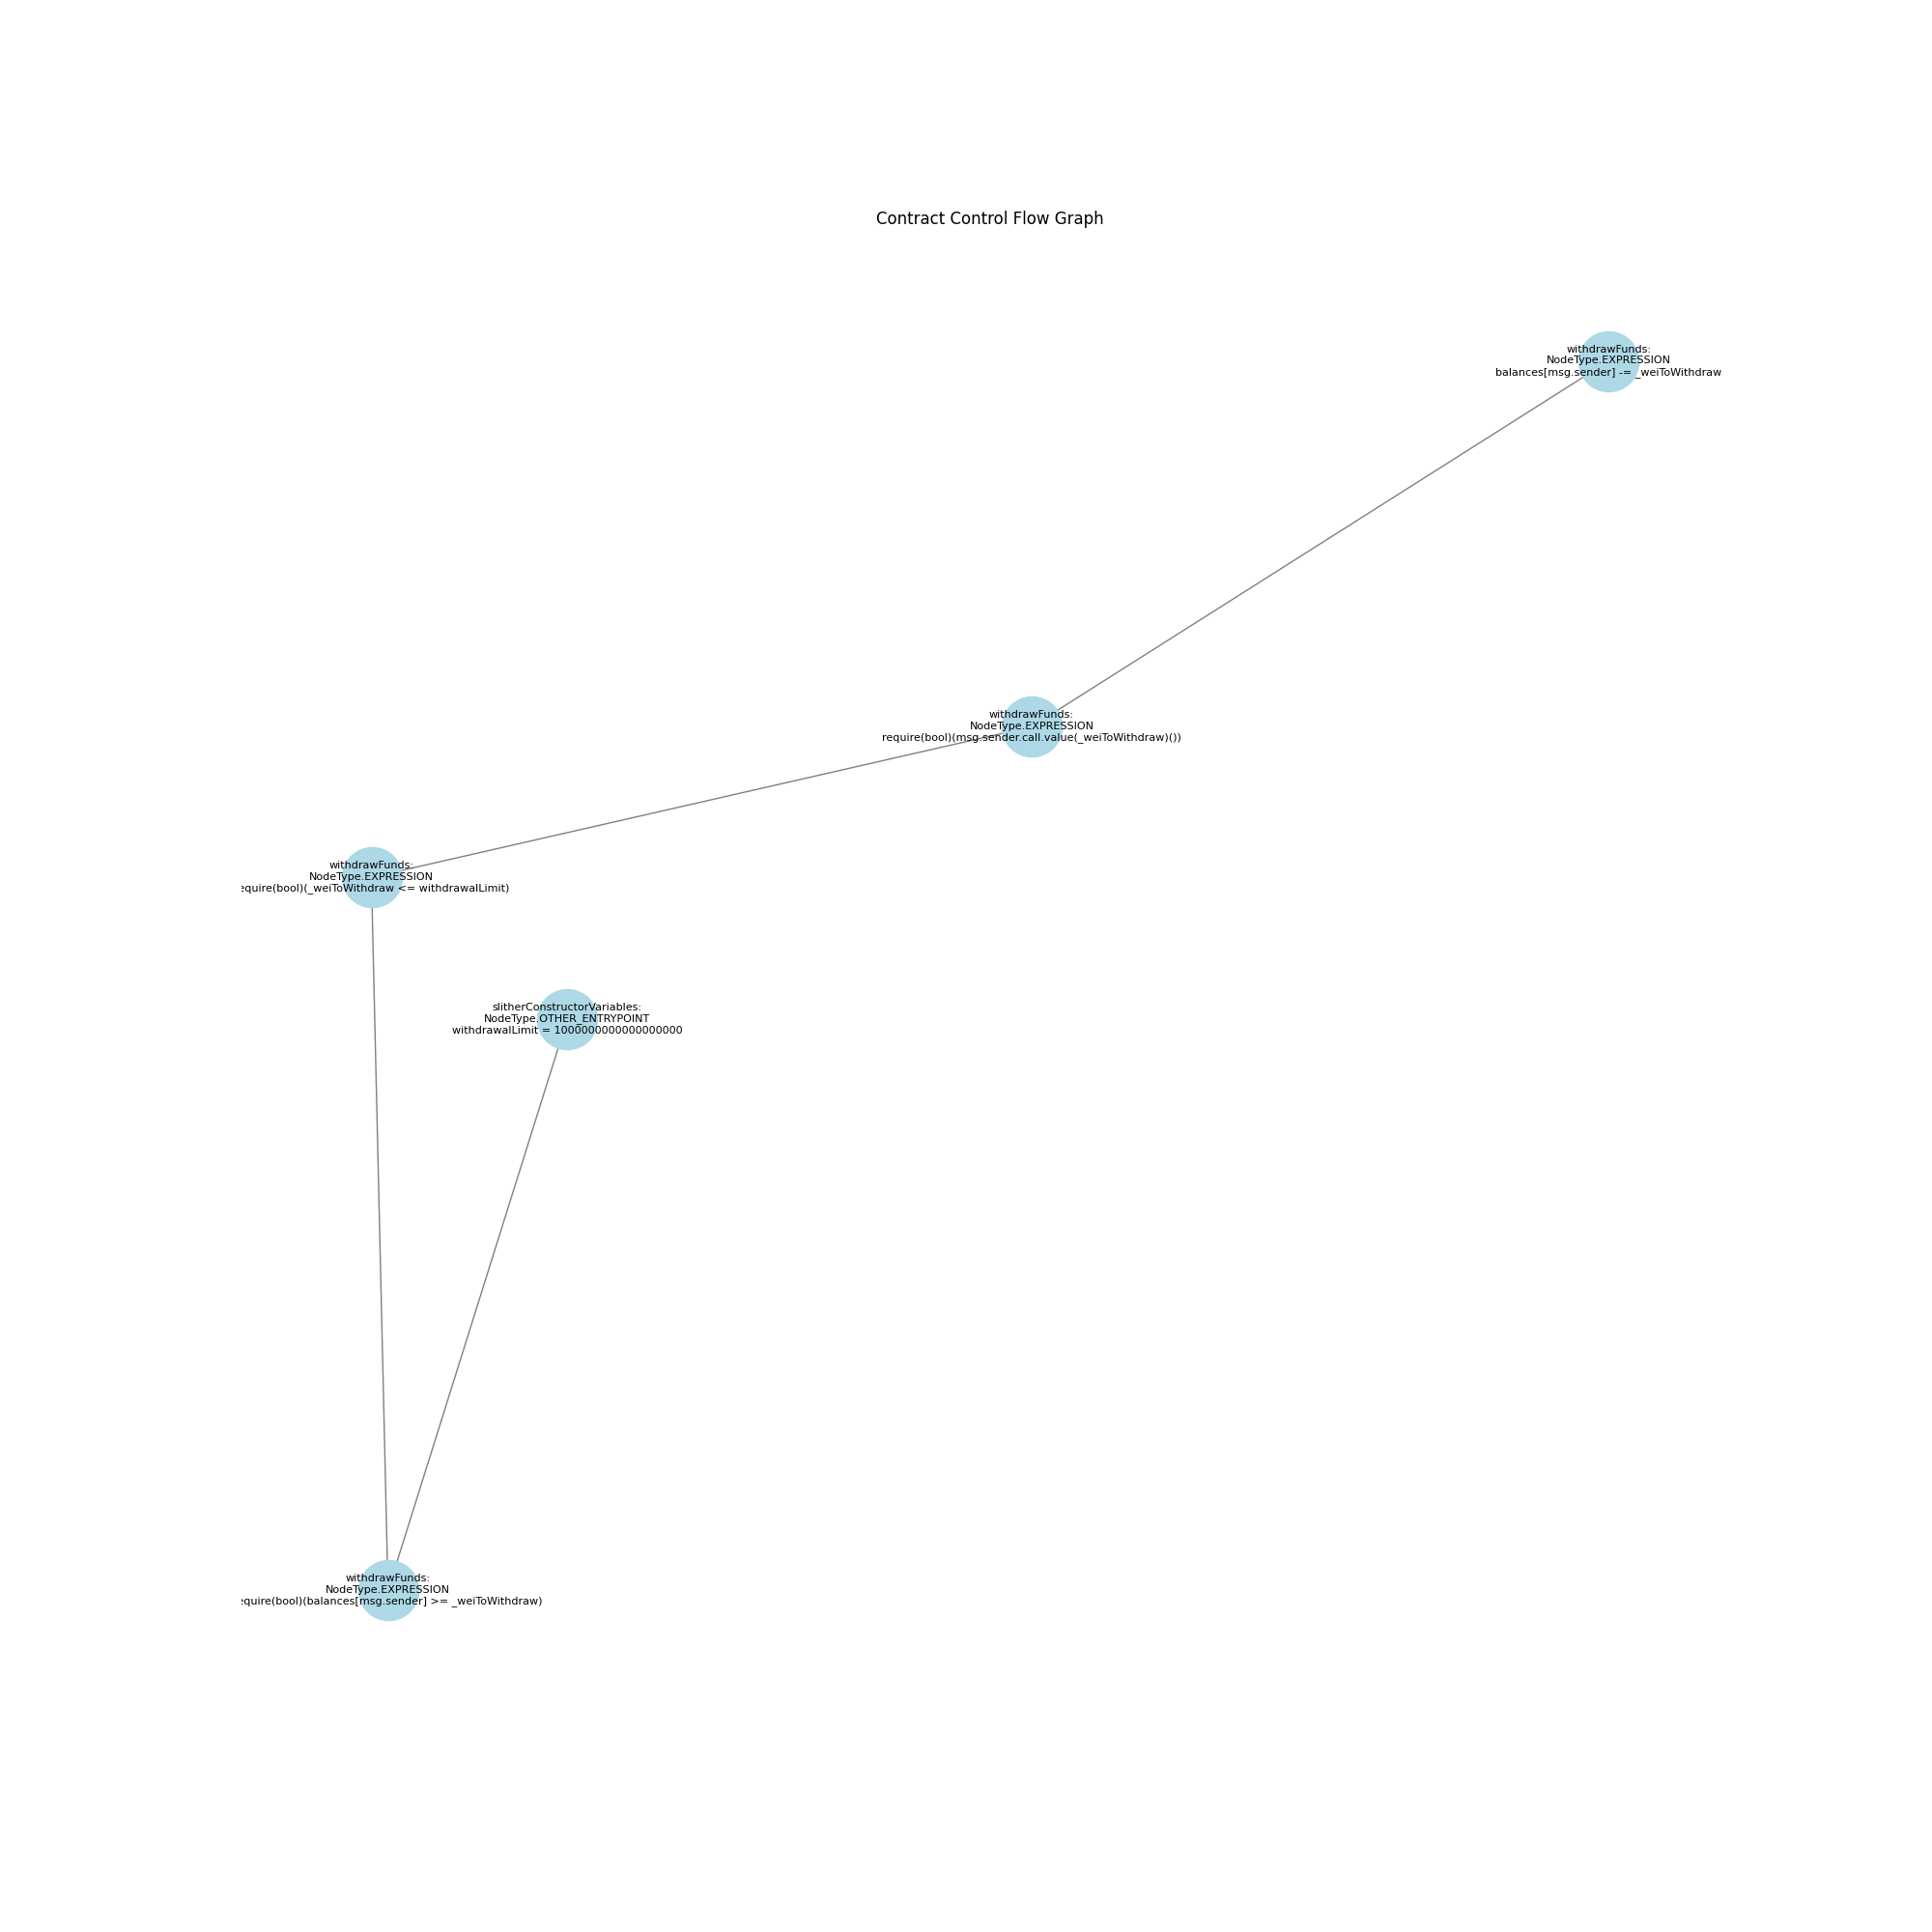 Contract Control Flow Graph
withdrawFunds:
NodeType.EXPRESSION
balances[msg.sender] -= _weiToWithdraw
withdrawFunds:
NodeType.EXPRESSION
require(bool)(msg.sender.call.value(_weiToWithdraw)())
withdrawFunds:
NodeType.EXPRESSION
equire(bool)(_weiToWithdraw <= withdrawalLimit)
slitherConstructorVariables:
NodeType.OTHER_ENTRYPOINT
withdrawalLimit = 1000000000000000000
withdrawFunds:
NodeType.EXPRESSION
equire(bool)(balances[msg.sender] >= _weiToWithdraw)